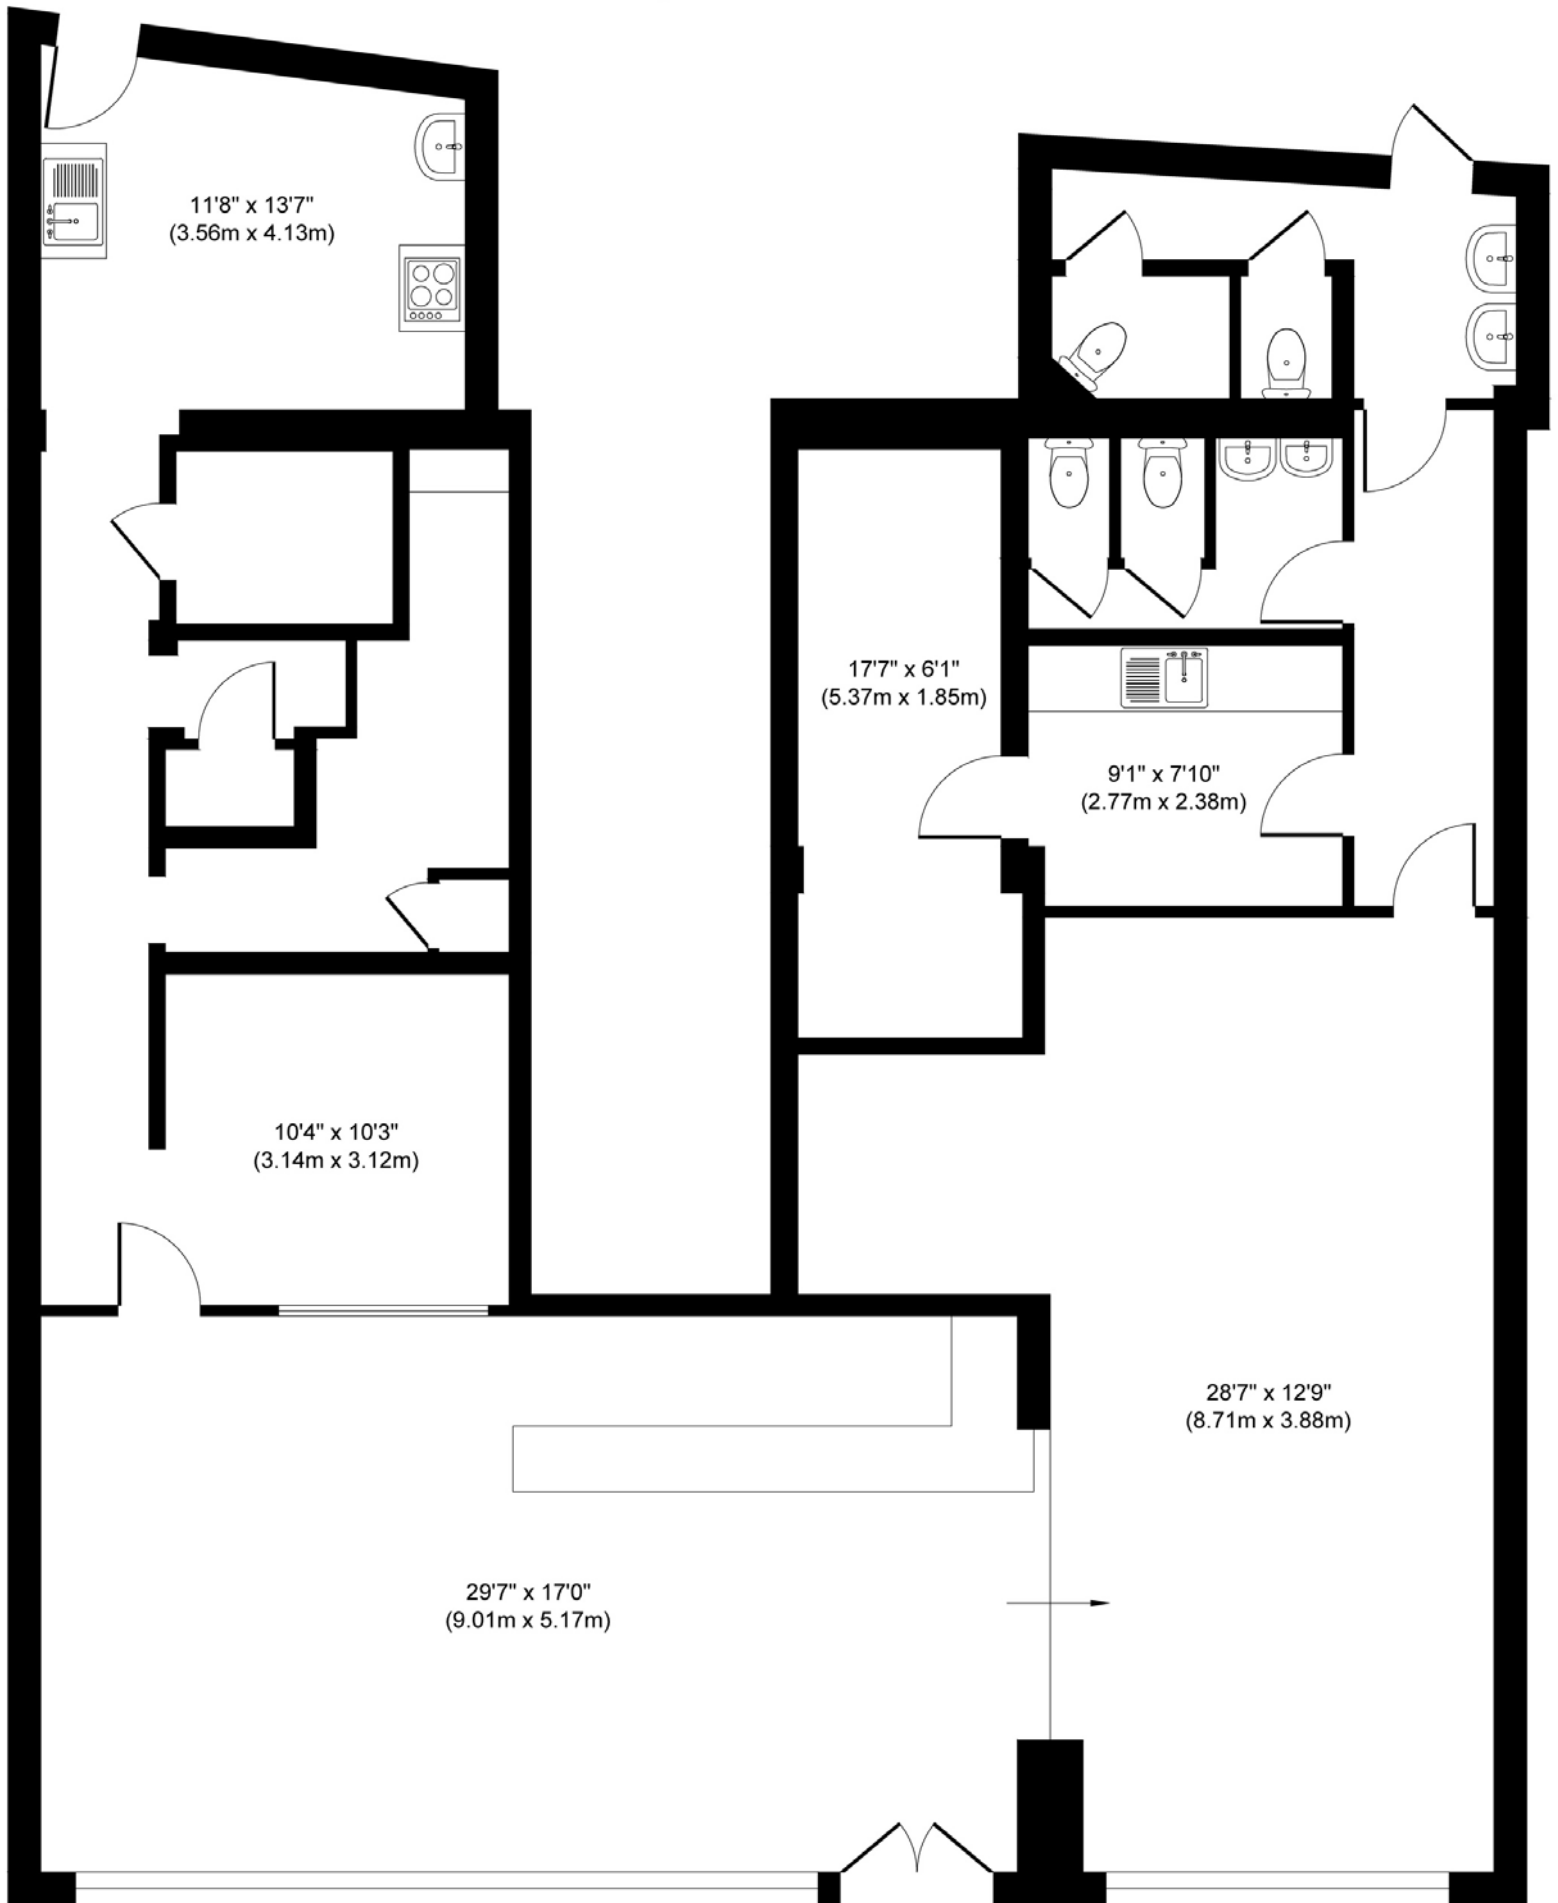 11'8" x 13'7"
(3.56m x 4.13m)
17'7" x 6'1"
(5.37m x 1.85m)
9'1" x 7'10"
(2.77m x 2.38m)
10'4" x 10'3"
(3.14m x 3.12m)
28'7" x 12'9"
(8.71m x 3.88m)
29'7" x 17'0"
(9.01m x 5.17m)